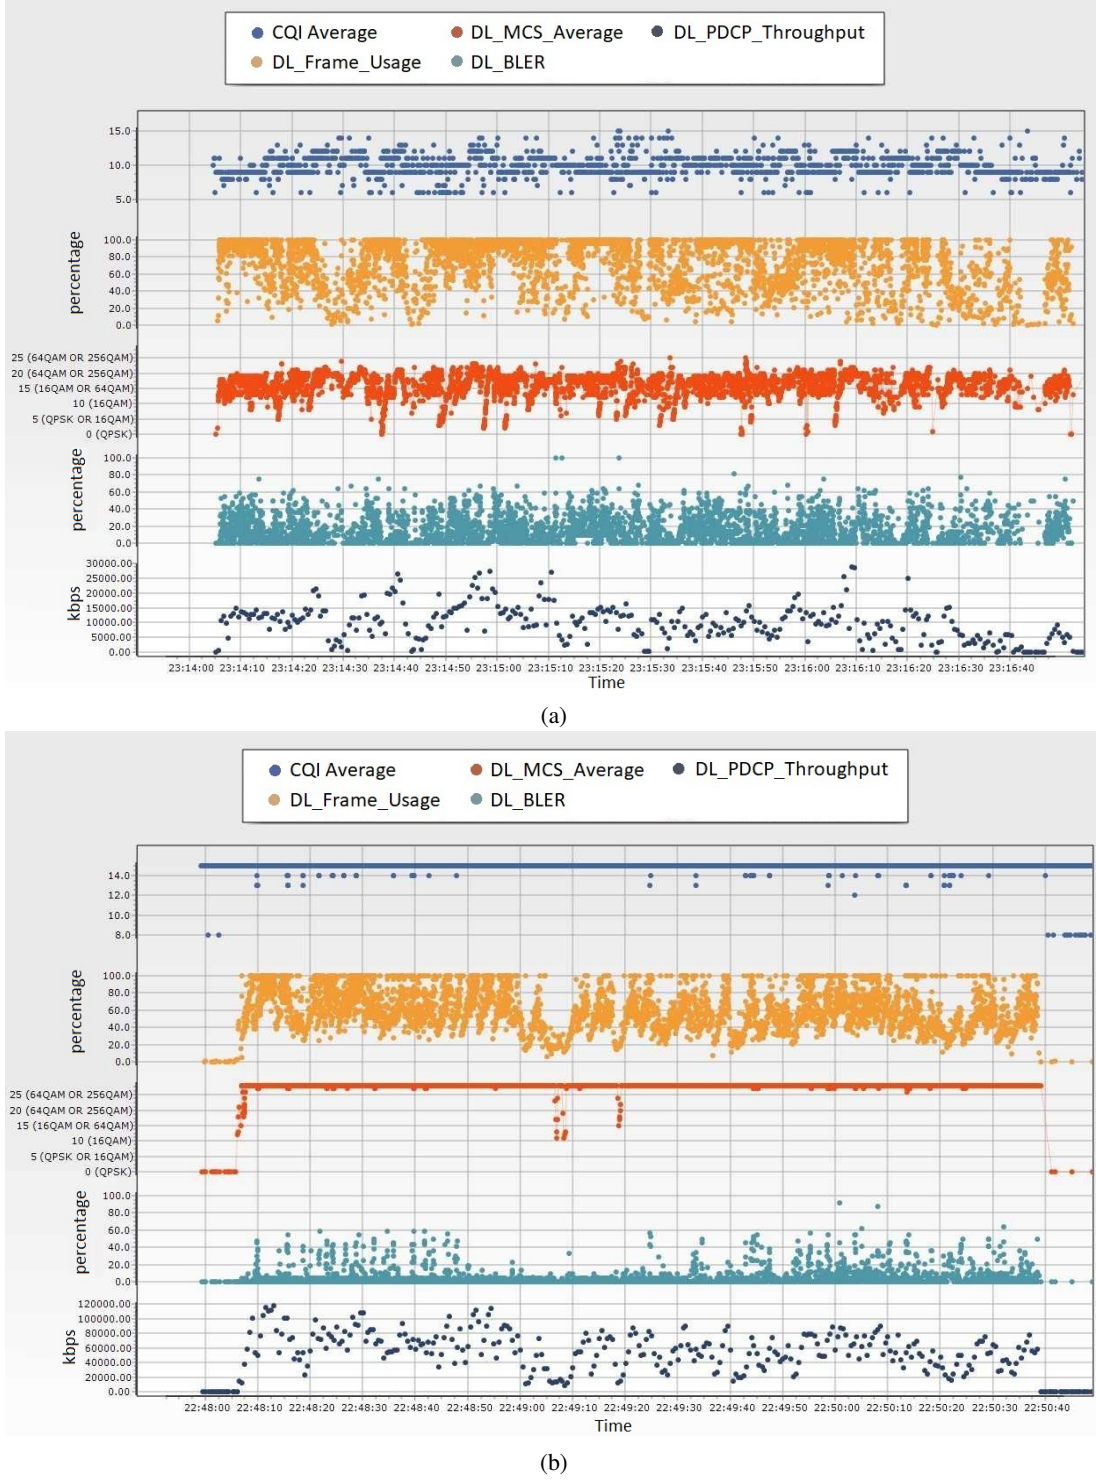 CQI Average DL_MCS_Average DL_PDCP_Throughput
DL_Frame_Usage DL_BLER
15.0
10.0
5.0
percentage
100.0
80.0
60.0
40.0
20.0
0.0
25 (64QAM OR 256QAM)
20 (64QAM OR 256QAM)
15 (16QAM OR 64QAM)
10 (16QAM)
5 (QPSK OR 16QAM)
0 (QPSK)
percentage
100.0
80.0
60.0
40.0
20.0
0.0
kbps
30000.00
25000.00
20000.00
15000.00
10000.00
5000.00
0.00
23:14:00 23:14:10 23:14:20 23:14:30 23:14:40 23:14:50 23:15:00 23:15:10 23:15:20 23:15:30 23:15:40 23:15:50 23:16:00 23:16:10 23:16:20 23:16:30 23:16:40
Time
(a)
CQI Average DL_MCS_Average DL_PDCP_Throughput
DL_Frame_Usage DL_BLER
14.0
12.0
10.0
8.0
percentage
100.0
80.0
60.0
40.0
20.0
0.0
25 (64QAM OR 256QAM)
20 (64QAM OR 256QAM)
15 (16QAM OR 64QAM)
10 (16QAM)
5 (QPSK OR 16QAM)
0 (QPSK)
percentage
100.0
80.0
60.0
40.0
20.0
0.0
kbps
120000.00
100000.00
80000.00
60000.00
40000.00
20000.00
0.00
22:48:00 22:48:10 22:48:20 22:48:30 22:48:40 22:48:50 22:49:00 22:49:10 22:49:20 22:49:30 22:49:40 22:49:50 22:50:00 22:50:10 22:50:20 22:50:30 22:50:40
Time
(b)